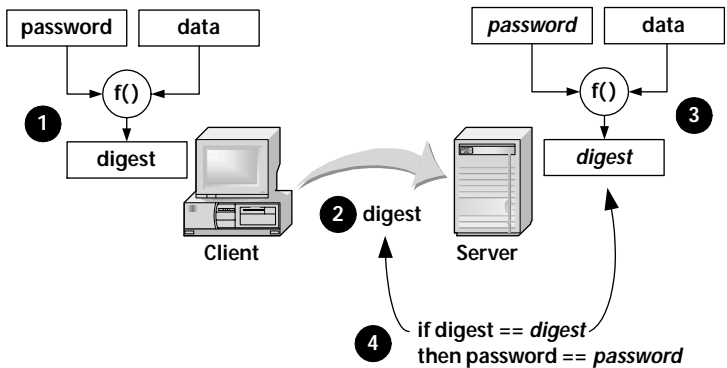 password
data
f()
1
digest
Client
2 digest
password
data
f()
3
digest
Server
4
if digest == digest
then password == password